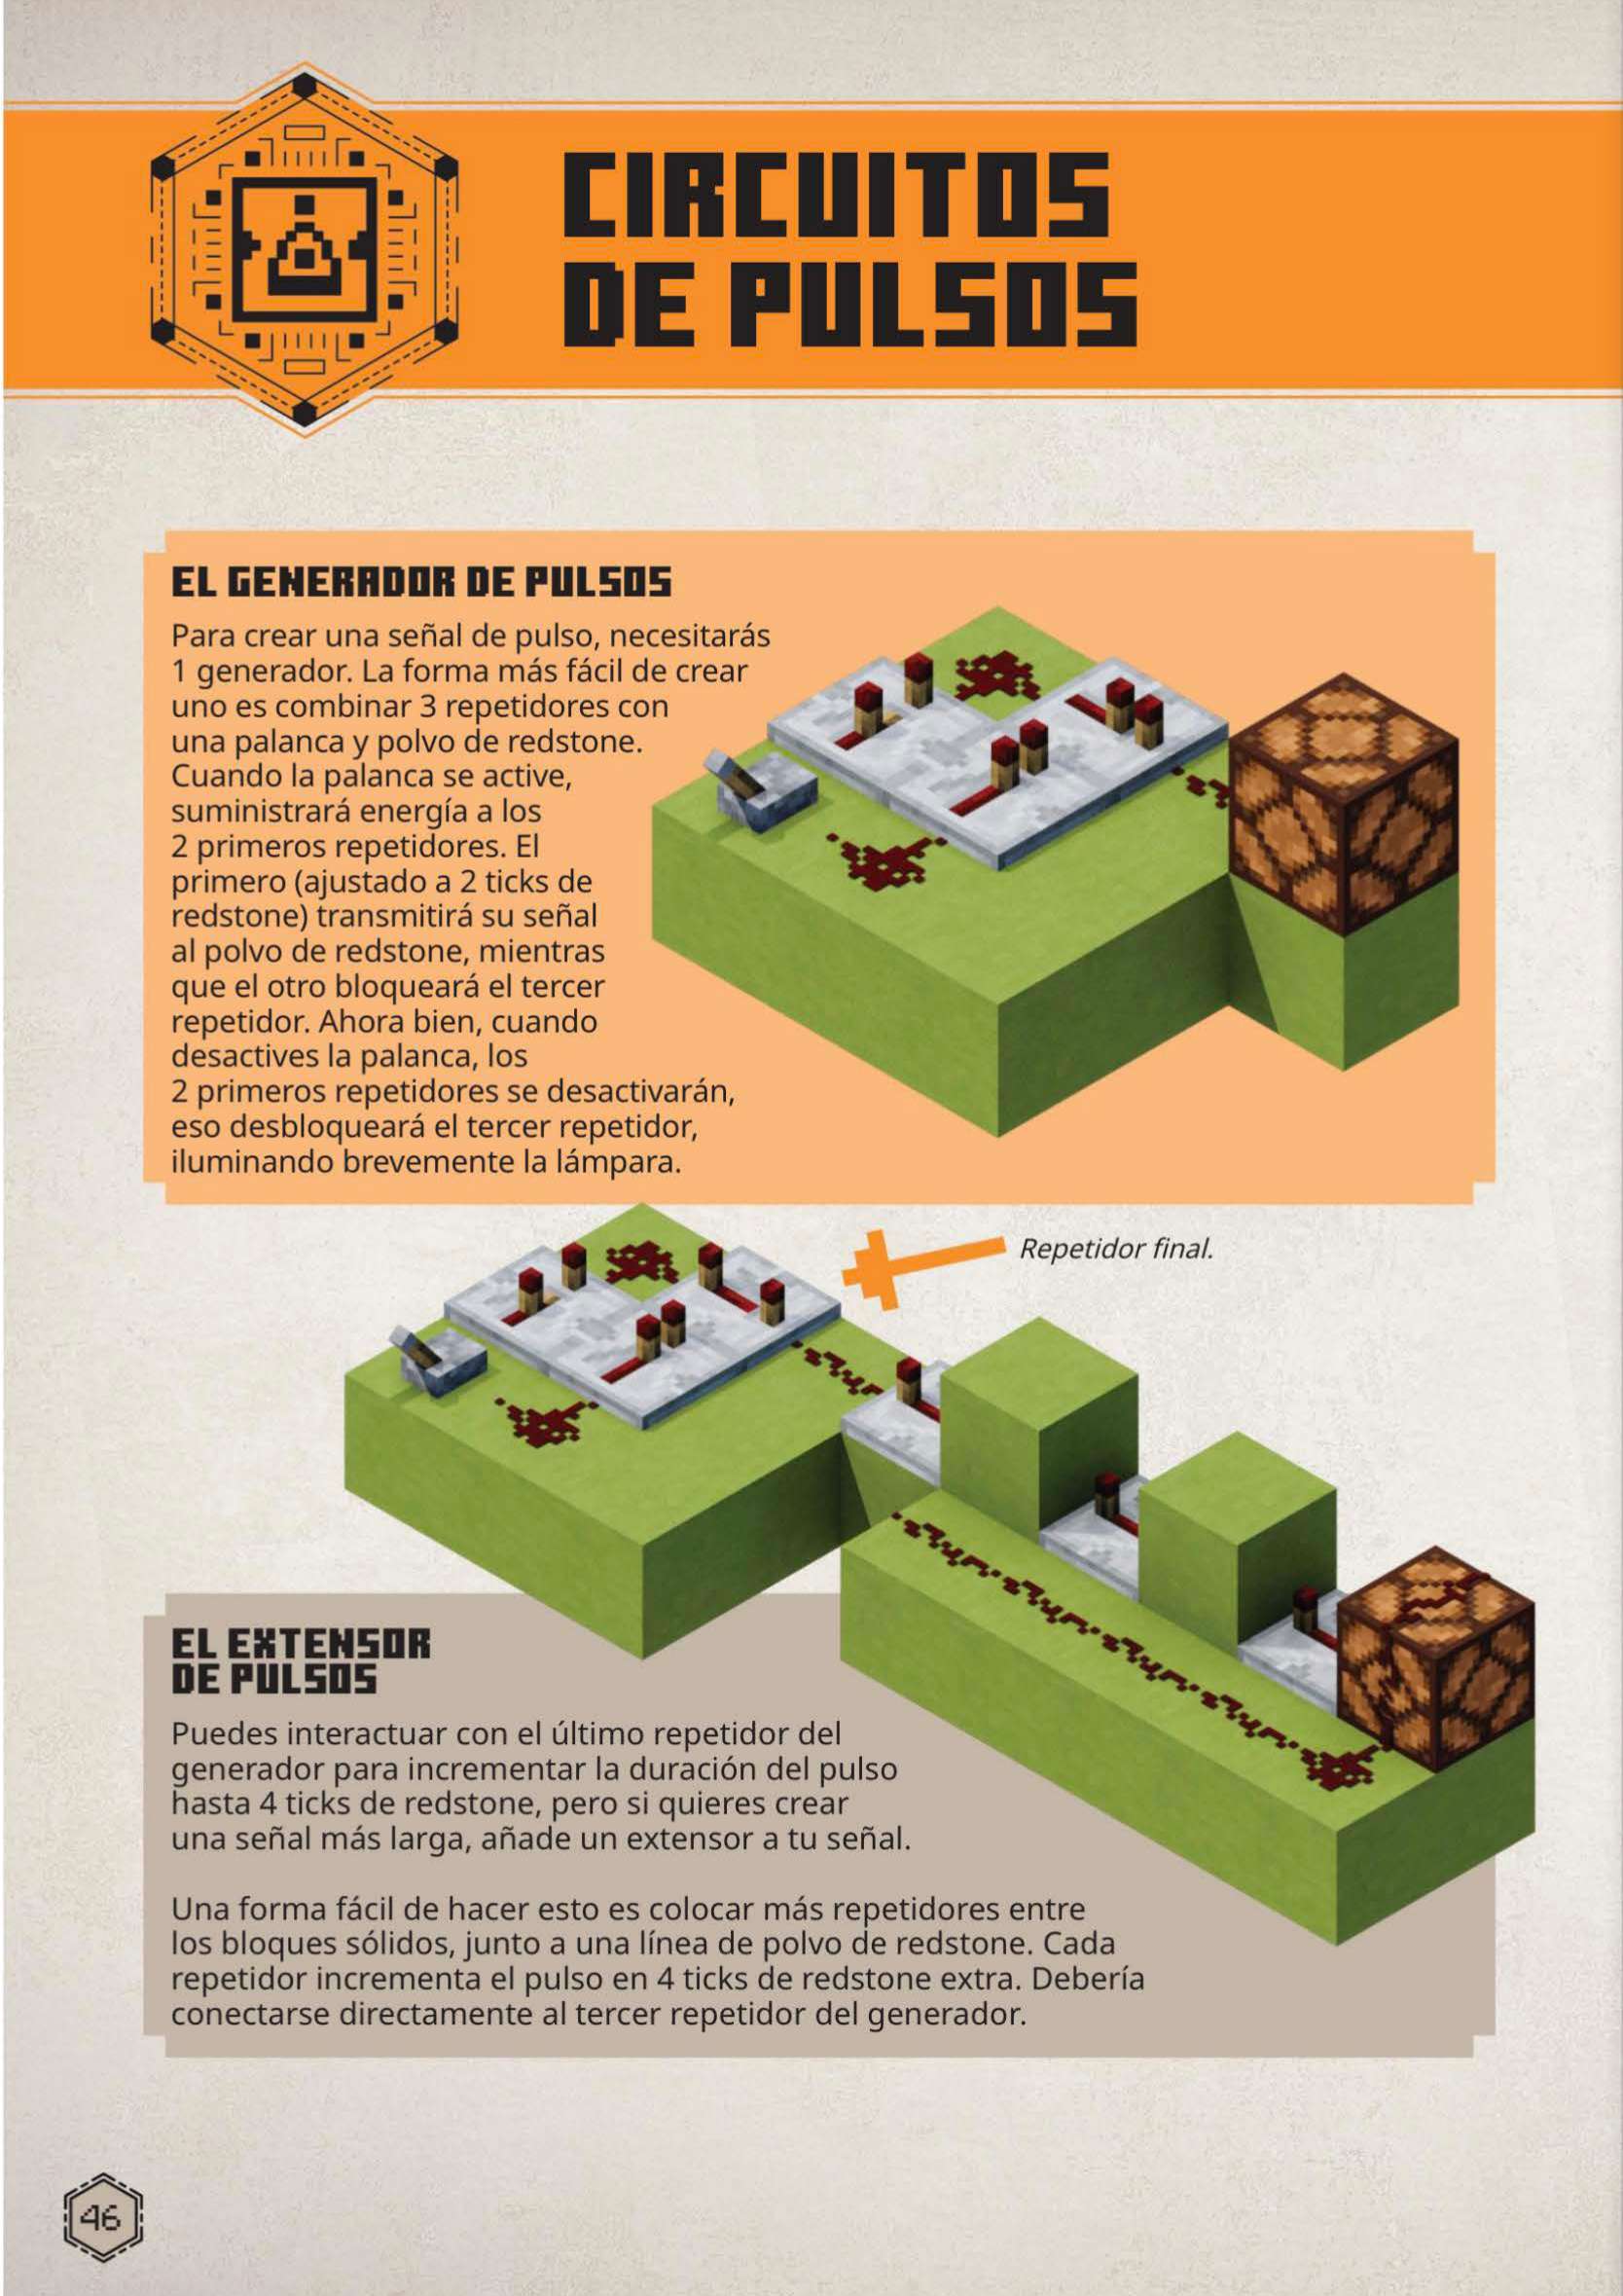 CIRCUITOS
DE PULSOS
EL GENERADOR DE PULSOS
Para crear una señal de pulso, necesitarás
1 generador. La forma más fácil de crear
uno es combinar 3 repetidores con
una palanca y polvo de redstone.
Cuando la palanca se active,
suministrará energía a los
2 primeros repetidores. El
primero (ajustado a 2 ticks de
redstone) transmitirá su señal
al polvo de redstone, mientras
que el otro bloqueará el tercer
repetidor. Ahora bien, cuando
desactives la palanca, los
2 primeros repetidores se desactivarán,
eso desbloqueará el tercer repetidor,
iluminando brevemente la lámpara.
Repetidor final.
EL EXTENSOR
DE PULSOS
Puedes interactuar con el último repetidor del
generador para incrementar la duración del pulso
hasta 4 ticks de redstone, pero si quieres crear
una señal más larga, añade un extensor a tu señal.
Una forma fácil de hacer esto es colocar más repetidores entre
los bloques sólidos, junto a una línea de polvo de redstone. Cada
repetidor incrementa el pulso en 4 ticks de redstone extra. Debería
conectarse directamente al tercer repetidor del generador.
46